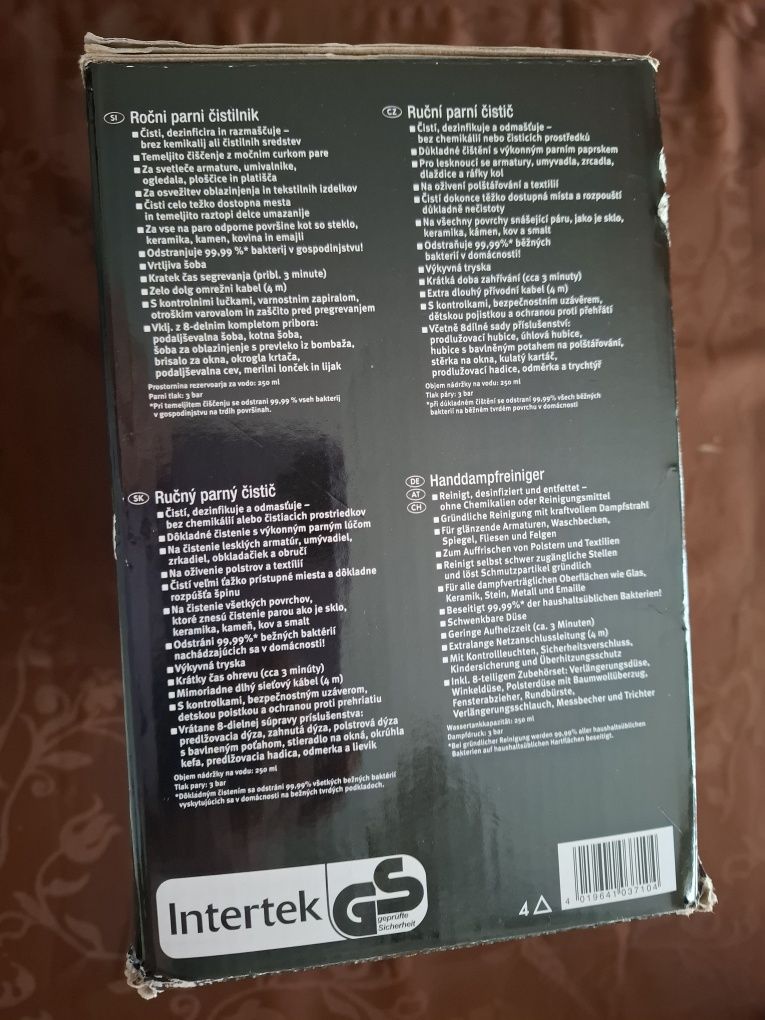 SI Ročni parni čistilnik
■ Čisti, dezinficira in razmaščuje –
brez kemikalij ali čistilnih sredstev
■ Temeljito čiščenje z močnim curkom pare
■ Za svetleče armature, umivalnike,
ogledala, ploščice in platišča
■ Za osvežitev oblazinjenja in tekstilnih izdelkov
■ Čisti celo težko dostopna mesta
in temeljito raztopi delce umazanije
■ Za vse na paro odporne površine kot so steklo,
keramika, kamen, kovina in emajli
■ Odstranjuje 99,99 %* bakterij v gospodinjstvu!
■ Vrtljiva šoba
■ Kratek čas segrevanja (pribl. 3 minute)
■ Zelo dolg omrežni kabel (4 m)
■ S kontrolnimi lučkami, varnostnim zapiralom,
otroškim varovalom in zaščito pred pregrevanjem
■ Vklj. z 8-delnim kompletom pribora:
podaljševalna šoba, kotna šoba,
šoba za oblazinjenje s prevleko iz bombaža,
brisalo za okna, okrogla krtača,
podaljševalna cev, merilni lonček in lijak
Prostornina rezervoarja za vodo: 250 ml
Parni tlak: 3 bar
*Pri temeljitem čiščenju se odstrani 99,99 % vseh bakterij
v gospodinjstvu na trdih površinah.
CZ Ruční parní čistič
■ Čistí, dezinfikuje a odmašťuje –
bez chemikálií nebo čisticích prostředků
■ Důkladné čištění s výkonným parním paprskem
■ Pro lesknoucí se armatury, umyvadla, zrcadla,
dlaždice a ráfky kol
■ Na oživení polštářování a textilií
■ Čistí dokonce těžko dostupná místa a rozpouští
důkladně nečistoty
■ Na všechny povrchy snášející páru, jako je sklo,
keramika, kámen, kov a smalt
■ Odstraňuje 99,99%* běžných
bakterií v domácnosti!
■ Výkyvná tryska
■ Krátká doba zahřívání (cca 3 minuty)
■ Extra dlouhý přívodní kabel (4 m)
■ S kontrolkami, bezpečnostním uzávěrem,
dětskou pojistkou a ochranou proti přehřátí
■ Včetně 8dílné sady příslušenství:
prodlužovací hubice, úhlová hubice,
hubice s bavlněným potahem na polštářování,
stěrka na okna, kulatý kartáč,
prodlužovací hadice, odměrka a trychtýř
Objem nádržky na vodu: 250 ml
Tlak páry: 3 bar
*při důkladném čištění se odstraní 99,99% všech běžných
bakterií na běžném tvrdém povrchu v domácnosti
SK Ručný parný čistič
■ Čistí, dezinfikuje a odmasťuje –
bez chemikálií alebo čistiacich prostriedkov
■ Dôkladné čistenie s výkonným parným lúčom
■ Na čistenie lesklých armatúr, umývadiel,
zrkadiel, obkladačiek a obručí
■ Na oživenie polstrov a textílií
■ Čistí veľmi ťažko prístupné miesta a dôkladne
rozpúšťa špinu
■ Na čistenie všetkých povrchov,
ktoré znesú čistenie parou ako je sklo,
keramika, kameň, kov a smalt
■ Odstráni 99,99%* bežných baktérií
nachádzajúcich sa v domácnosti!
■ Výkyvná tryska
■ Krátky čas ohrevu (cca 3 minúty)
■ Mimoriadne dlhý sieťový kábel (4 m)
■ S kontrolkami, bezpečnostným uzáverom,
detskou poistkou a ochranou proti prehriatiu
■ Vrátane 8-dielnej súpravy príslušenstva:
predlžovacia dýza, zahnutá dýza, polstrová dýza
s bavlneným poťahom, stieradlo na okná, okrúhla
kefa, predlžovacia hadica, odmerka a lievik
Objem nádržky na vodu: 250 ml
Tlak pary: 3 bar
*Dôkladným čistením sa odstráni 99,99% všetkých bežných baktérií
vyskytujúcich sa v domácnosti na bežných tvrdých podkladoch.
DE AT CH Handdampfreiniger
■ Reinigt, desinfiziert und entfettet –
ohne Chemikalien oder Reinigungsmittel
■ Gründliche Reinigung mit kraftvollem Dampfstrahl
■ Für glänzende Armaturen, Waschbecken,
Spiegel, Fliesen und Felgen
■ Zum Auffrischen von Polstern und Textilien
■ Reinigt selbst schwer zugängliche Stellen
und löst Schmutzpartikel gründlich
■ Für alle dampfverträglichen Oberflächen wie Glas,
Keramik, Stein, Metall und Emaille
■ Beseitigt 99,99%* der haushaltsüblichen Bakterien!
■ Schwenkbare Düse
■ Geringe Aufheizzeit (ca. 3 Minuten)
■ Extralange Netzanschlussleitung (4 m)
■ Mit Kontrollleuchten, Sicherheitsverschluss,
Kindersicherung und Überhitzungsschutz
■ Inkl. 8-teiligem Zubehörset: Verlängerungsdüse,
Winkeldüse, Polsterdüse mit Baumwollüberzug,
Fensterabzieher, Rundbürste,
Verlängerungsschlauch, Messbecher und Trichter
Wassertankkapazität: 250 ml
Dampfdruck: 3 bar
*Bei gründlicher Reinigung werden 99,99% aller haushaltsüblichen
Bakterien auf haushaltsüblichen Hartflächen beseitigt.
Intertek
GS
geprüfte
Sicherheit
4
4 019641 037104